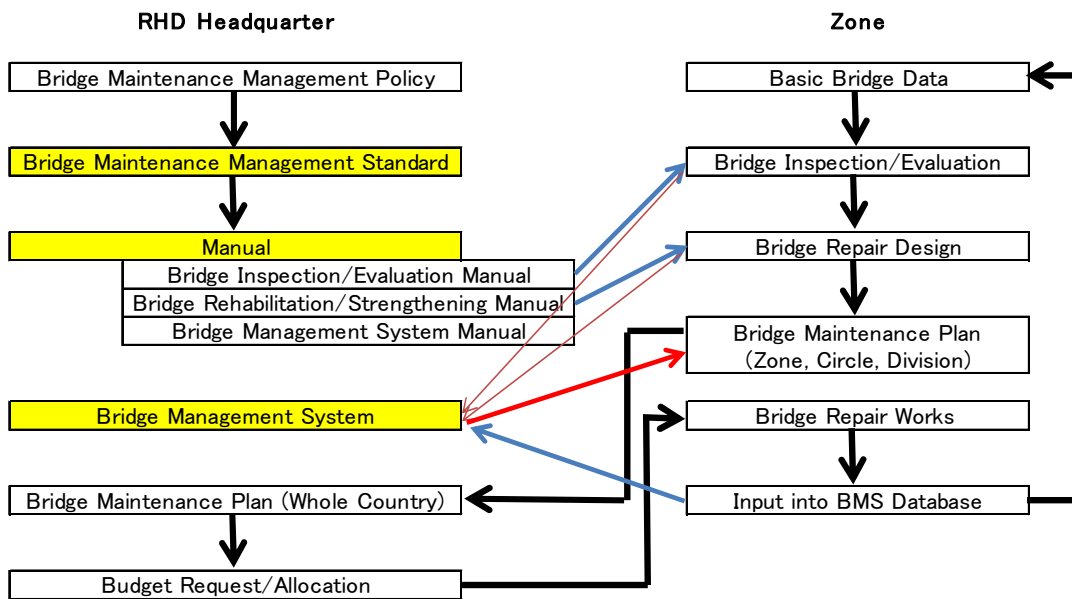 RHD Headquarter
Bridge Maintenance Management Policy
Bridge Maintenance Management Standard
Manual
Bridge Inspection/Evaluation Manual
Bridge Rehabilitation/Strengthening Manual
Bridge Management System Manual
Bridge Management System
Bridge Maintenance Plan (Whole Country)
Budget Request/Allocation
Zone
Basic Bridge Data
Bridge Inspection/Evaluation
Bridge Repair Design
Bridge Maintenance Plan
(Zone, Circle, Division)
Bridge Repair Works
Input into BMS Database